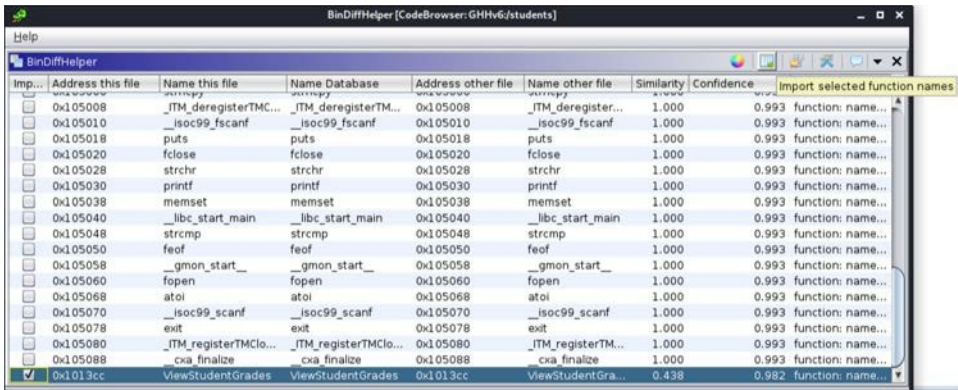 BinDiffHelper [CodeBrowser: GHHv6:/students]
Help
BinDiffHelper
Import selected function names
Imp... Address this file Name this file Name Database Address other file Name other file Similarity Confidence
0x105008 _ITM_deregisterTMC... _ITM_deregisterTM... 0x105008 _ITM_deregister... 1.000 0.993 function: name...
0x105010 __isoc99_fscanf __isoc99_fscanf 0x105010 __isoc99_fscanf 1.000 0.993 function: name...
0x105018 puts puts 0x105018 puts 1.000 0.993 function: name...
0x105020 fclose fclose 0x105020 fclose 1.000 0.993 function: name...
0x105028 strchr strchr 0x105028 strchr 1.000 0.993 function: name...
0x105030 printf printf 0x105030 printf 1.000 0.993 function: name...
0x105038 memset memset 0x105038 memset 1.000 0.993 function: name...
0x105040 __libc_start_main __libc_start_main 0x105040 __libc_start_main 1.000 0.993 function: name...
0x105048 strcmp strcmp 0x105048 strcmp 1.000 0.993 function: name...
0x105050 feof feof 0x105050 feof 1.000 0.993 function: name...
0x105058 __gmon_start__ __gmon_start__ 0x105058 __gmon_start__ 1.000 0.993 function: name...
0x105060 fopen fopen 0x105060 fopen 1.000 0.993 function: name...
0x105068 atoi atoi 0x105068 atoi 1.000 0.993 function: name...
0x105070 __isoc99_scanf __isoc99_scanf 0x105070 __isoc99_scanf 1.000 0.993 function: name...
0x105078 exit exit 0x105078 exit 1.000 0.993 function: name...
0x105080 _ITM_registerTMClo... _ITM_registerTMClo... 0x105080 _ITM_registerTM... 1.000 0.993 function: name...
0x105088 __cxa_finalize __cxa_finalize 0x105088 __cxa_finalize 1.000 0.993 function: name...
0x1013cc ViewStudentGrades ViewStudentGrades 0x1013cc ViewStudentGra... 0.438 0.982 function: name...